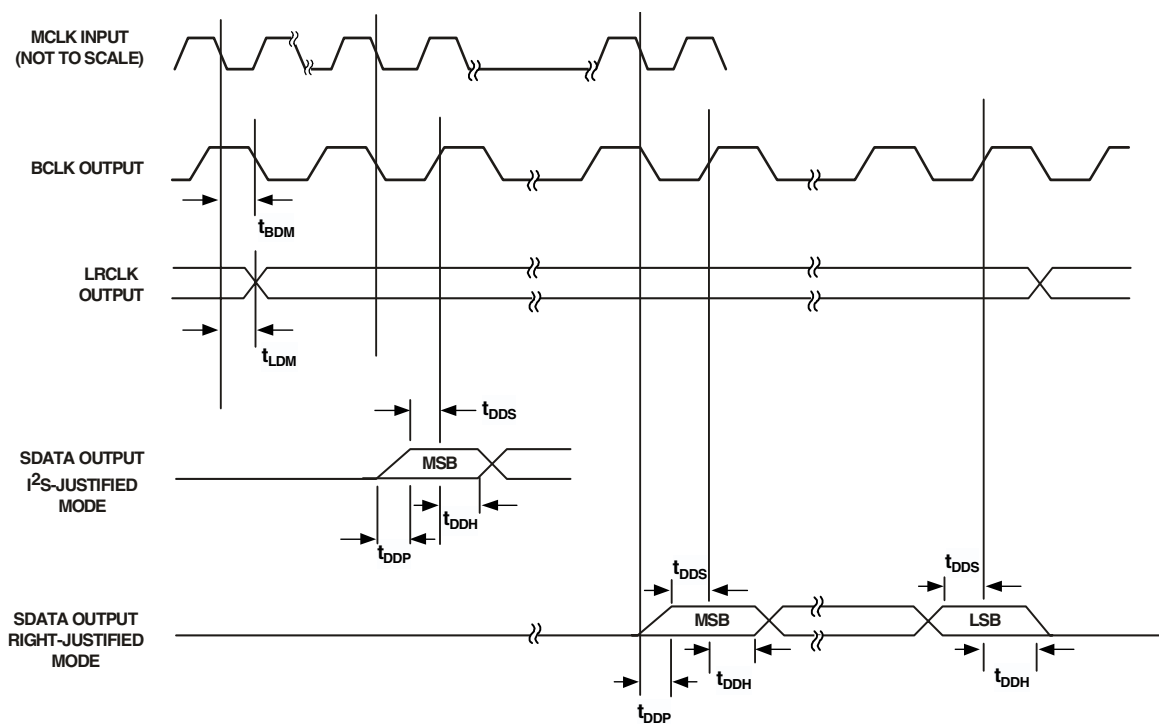 MCLK INPUT
(NOT TO SCALE)
BCLK OUTPUT
tBDM
LRCLK
OUTPUT
tLDM
tDDS
SDATA OUTPUT
I²S-JUSTIFIED
MODE
MSB
tDDH
tDDP
tDDS
tDDS
SDATA OUTPUT
RIGHT-JUSTIFIED
MODE
MSB
LSB
tDDH
tDDH
tDDP